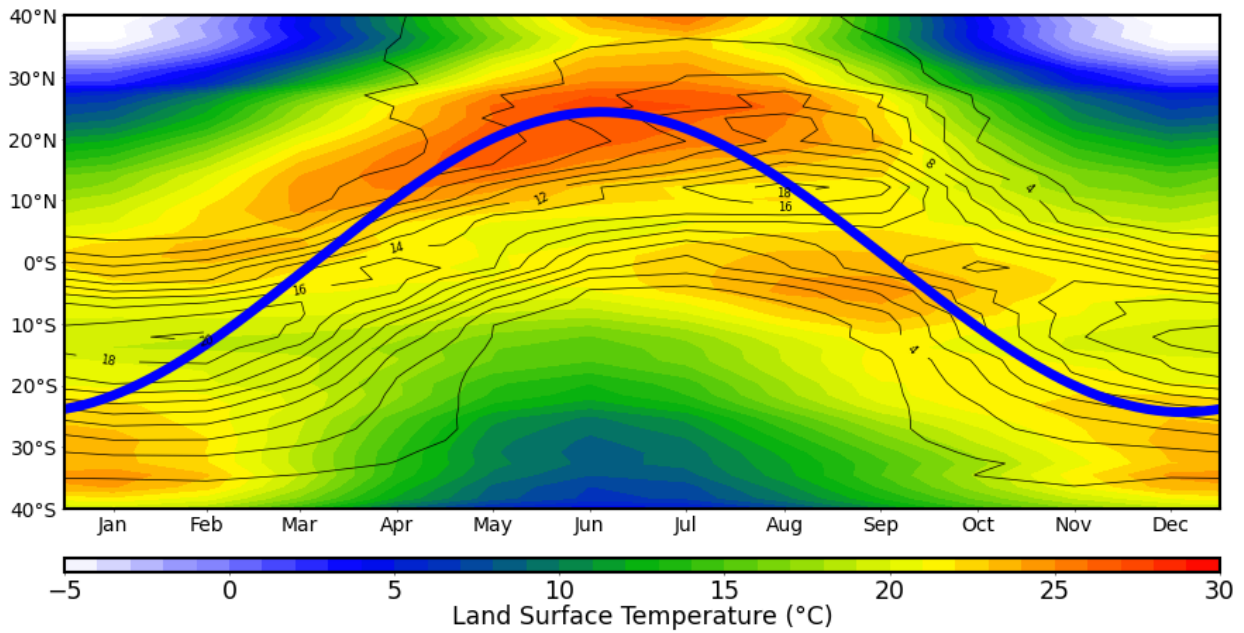 40°N
30°N
20°N
10°N
0°S
10°S
20°S
30°S
40°S
8
4
12
18
16
14
16
18
4
Jan Feb Mar Apr May Jun Jul Aug Sep Oct Nov Dec
−5 0 5 10 15 20 25 30
Land Surface Temperature (°C)